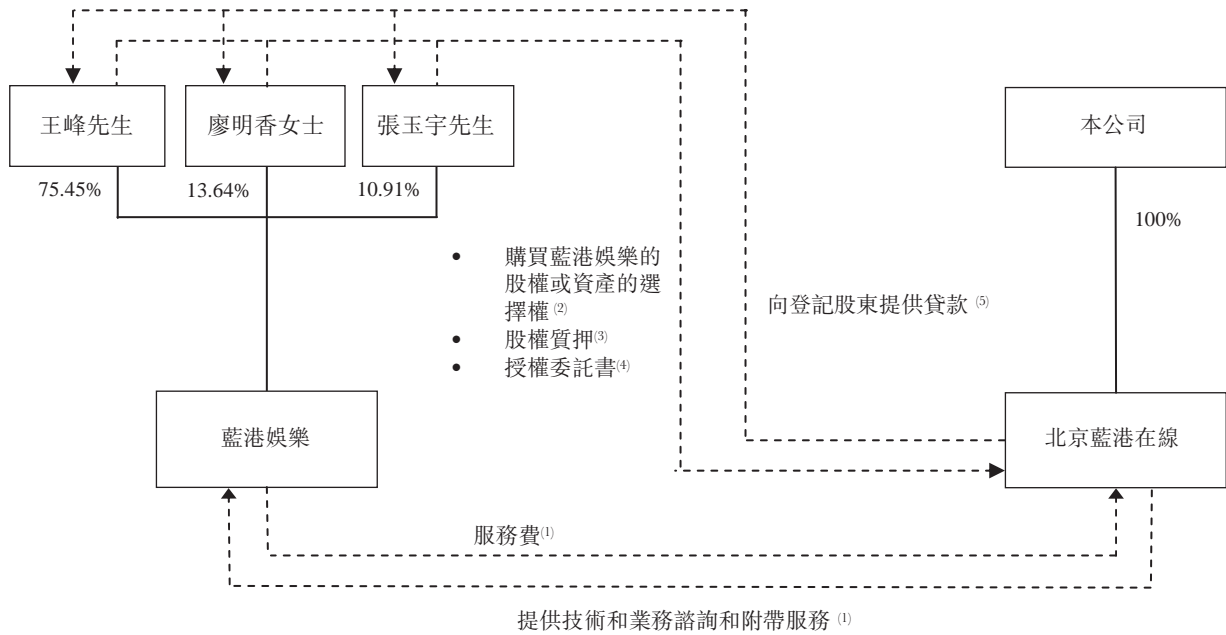 王峰先生
廖明香女士
張玉宇先生
本公司
75.45%
13.64%
10.91%
100%
• 購買藍港娛樂的
股權或資產的選
擇權 (2)
• 股權質押(3)
• 授權委託書(4)
向登記股東提供貸款 (5)
藍港娛樂
北京藍港在線
服務費(1)
提供技術和業務諮詢和附帶服務 (1)